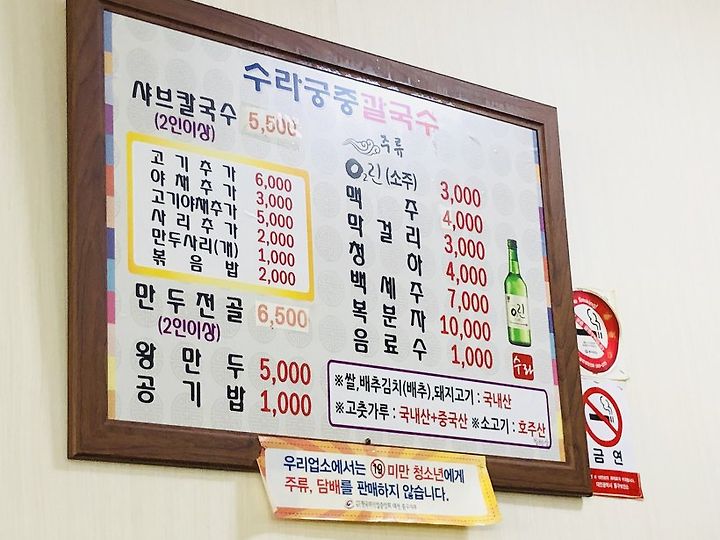 수라궁중칼국수
샤브칼국수 5,500
(2인이상)
고기추가 6,000
야채추가 3,000
고기야채추가 5,000
사리추가 2,000
만두사리(개) 1,000
볶음밥 2,000
만두전골 6,500
(2인이상)
왕만두 5,000
공기밥 1,000
주류
O2린 (소주) 3,000
맥주 4,000
막걸리 3,000
청하 4,000
백세주 7,000
복분자 10,000
음료수 1,000
O2린
수라
※쌀,배추김치(배추),돼지고기 : 국내산
※고춧가루 : 국내산+중국산 ※소고기 : 호주산
우리업소에서는 19 미만 청소년에게
주류, 담배를 판매하지 않습니다.
금연